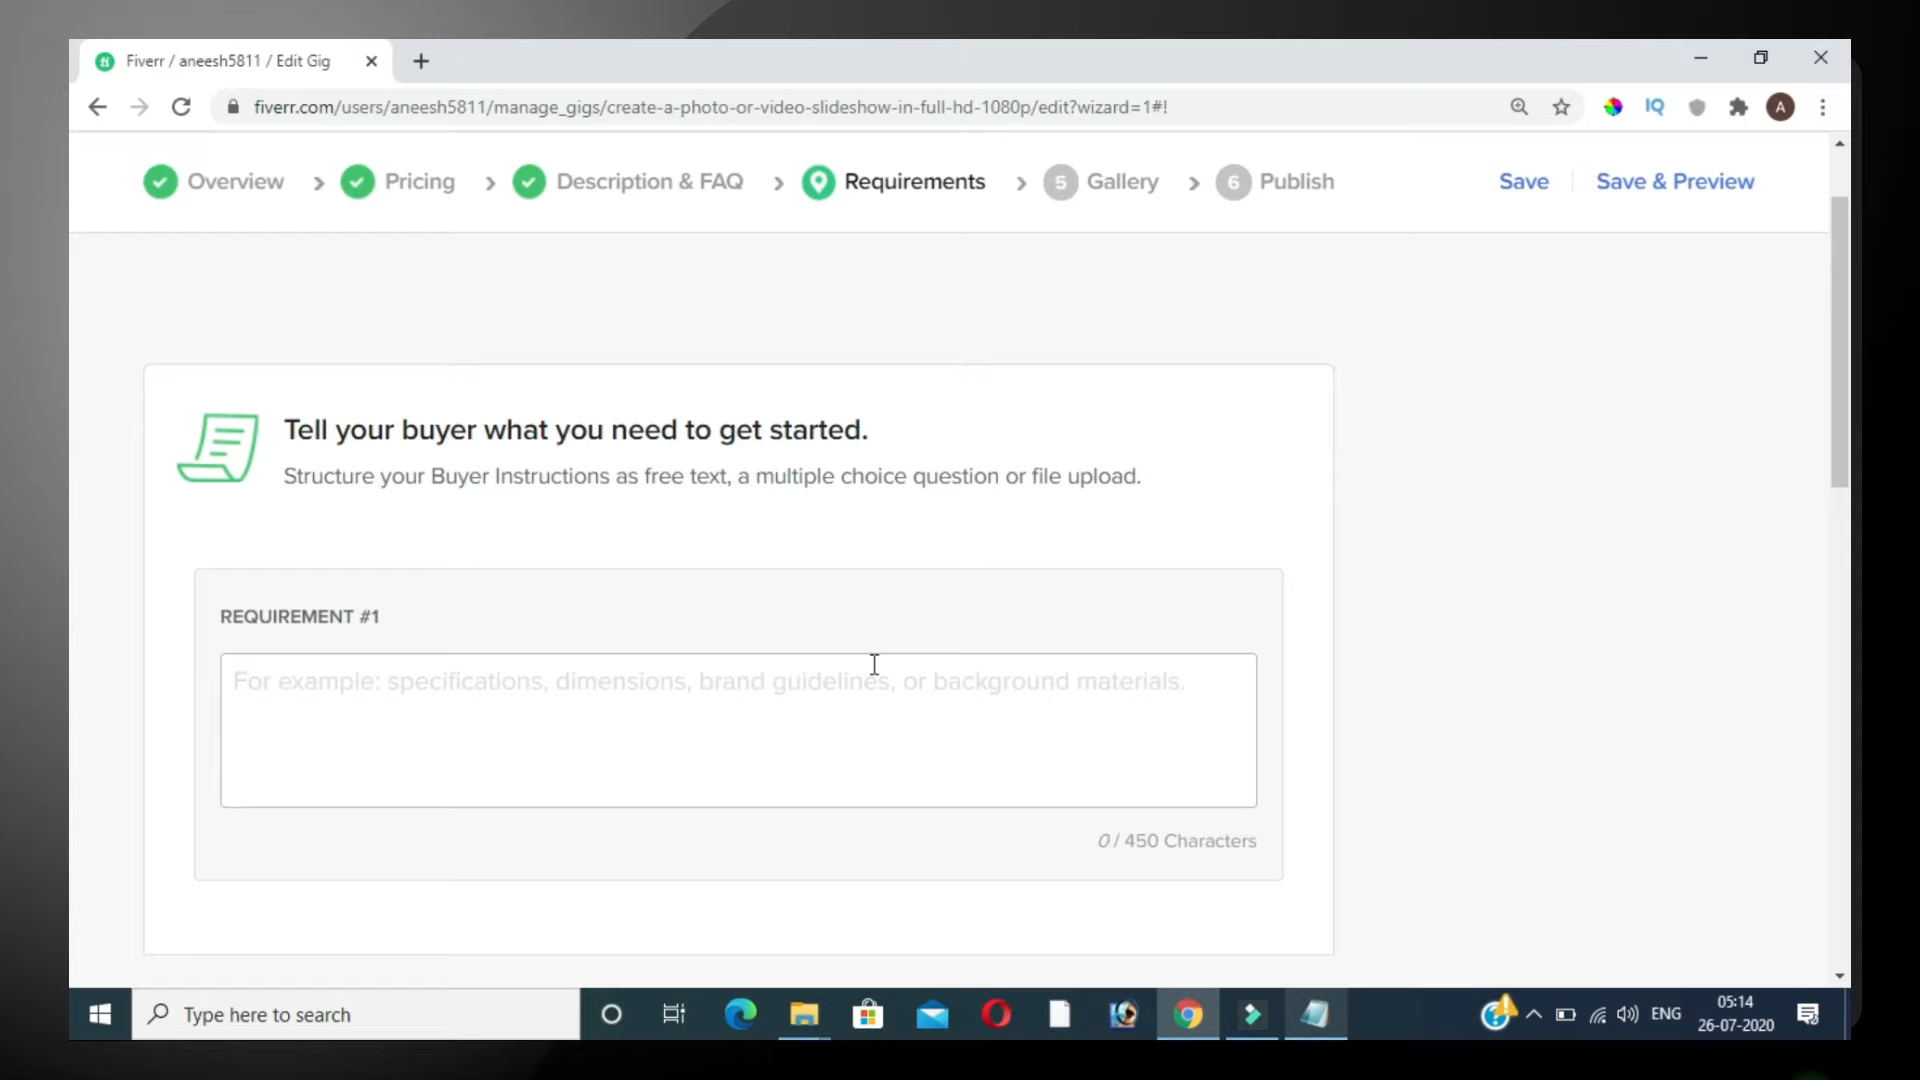 Fiverr / aneesh5811 / Edit Gig
fiverr.com/users/aneesh5811/manage_gigs/create-a-photo-or-video-slideshow-in-full-hd-1080p/edit?wizard=1#!
IQ
A
Overview
Pricing
Description & FAQ
Requirements
5 Gallery
6 Publish
Save
Save & Preview
Tell your buyer what you need to get started.
Structure your Buyer Instructions as free text, a multiple choice question or file upload.
REQUIREMENT #1
For example: specifications, dimensions, brand guidelines, or background materials.
0 / 450 Characters
Type here to search
ENG
05:14
26-07-2020